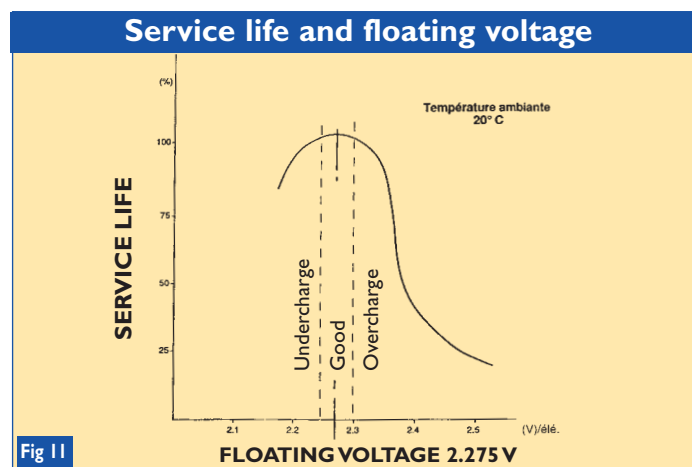 Service life and floating voltage
(%)
Température ambiante
20° C
100
75
50
25
SERVICE LIFE
Undercharge
Good
Overcharge
2.1
2.2
2.3
2.4
2.5
(V)/élé.
Fig 11
FLOATING VOLTAGE 2.275 V